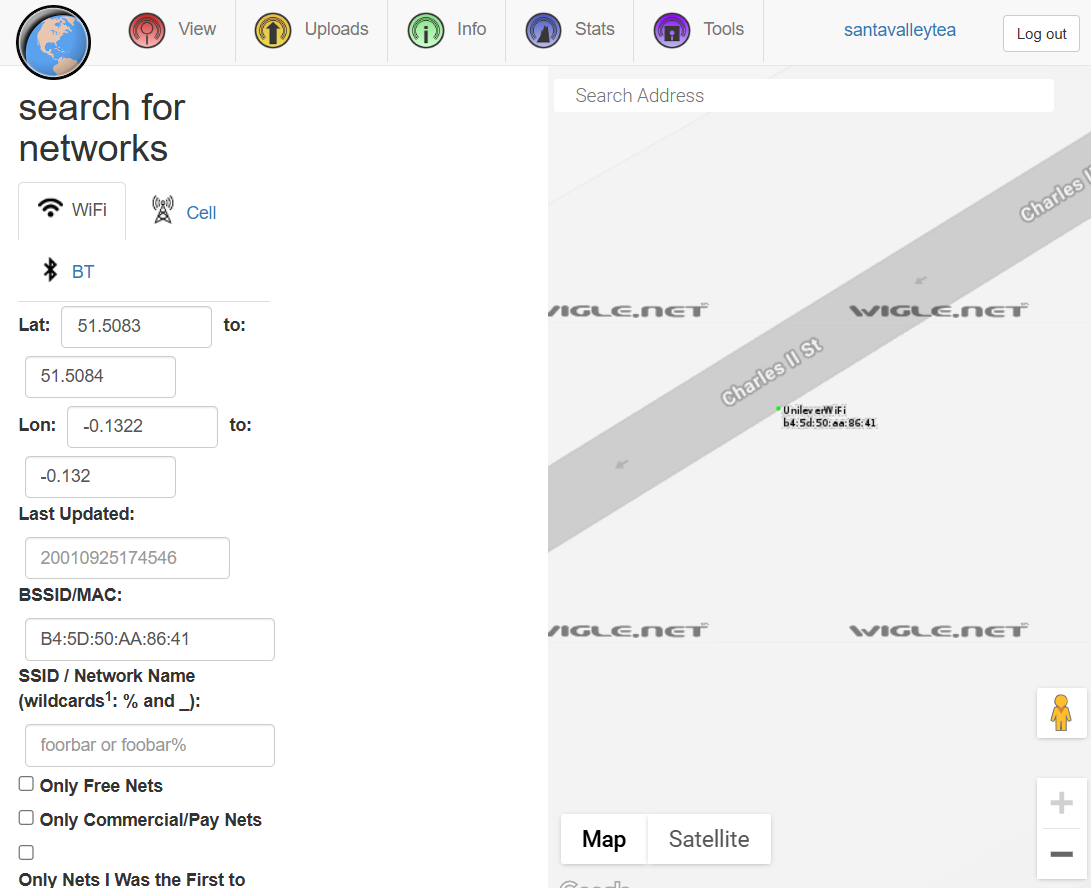 View
Uploads
Info
Stats
Tools
santavalleytea
Log out
search for
networks
WiFi
Cell
BT
Lat: 51.5083 to:
51.5084
Lon: -0.1322 to:
-0.132
Last Updated:
20010925174546
BSSID/MAC:
B4:5D:50:AA:86:41
SSID / Network Name
(wildcards1: % and _):
foorbar or foobar%
Only Free Nets
Only Commercial/Pay Nets
Only Nets I Was the First to
Search Address
Charles II
WIGLE.NET WIGLE.NET
Charles II St
UnileverWiFi
b4:5d:50:aa:86:41
WIGLE.NET WIGLE.NET
Map Satellite